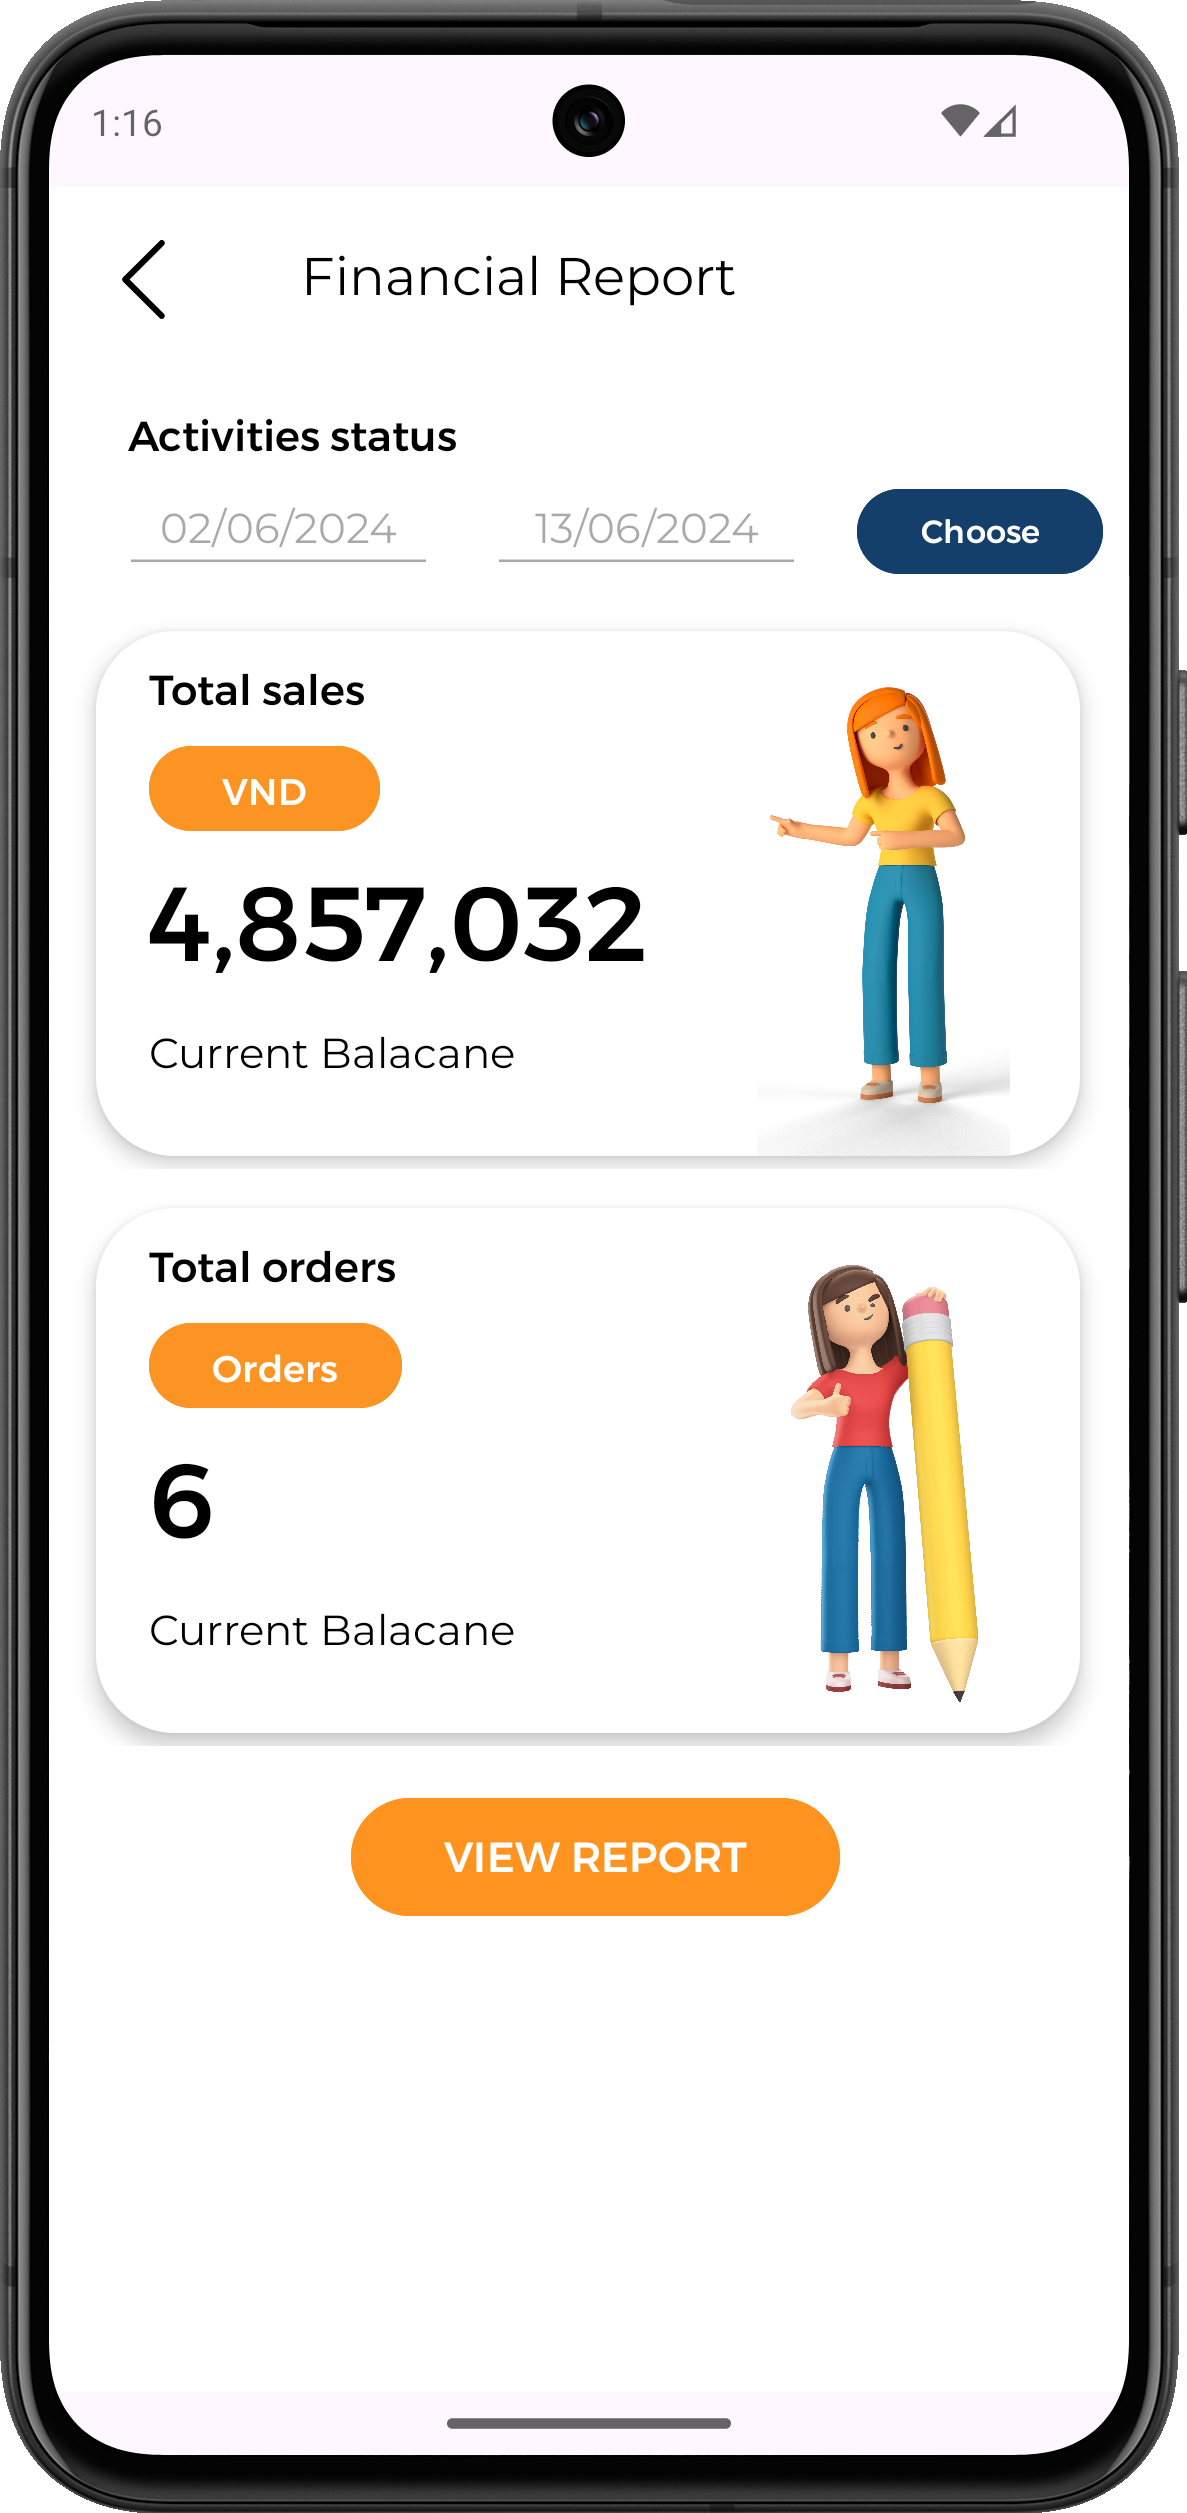 1:16
Financial Report
Activities status
02/06/2024 13/06/2024 Choose
Total sales
VND
4,857,032
Current Balacane
Total orders
Orders
6
Current Balacane
VIEW REPORT